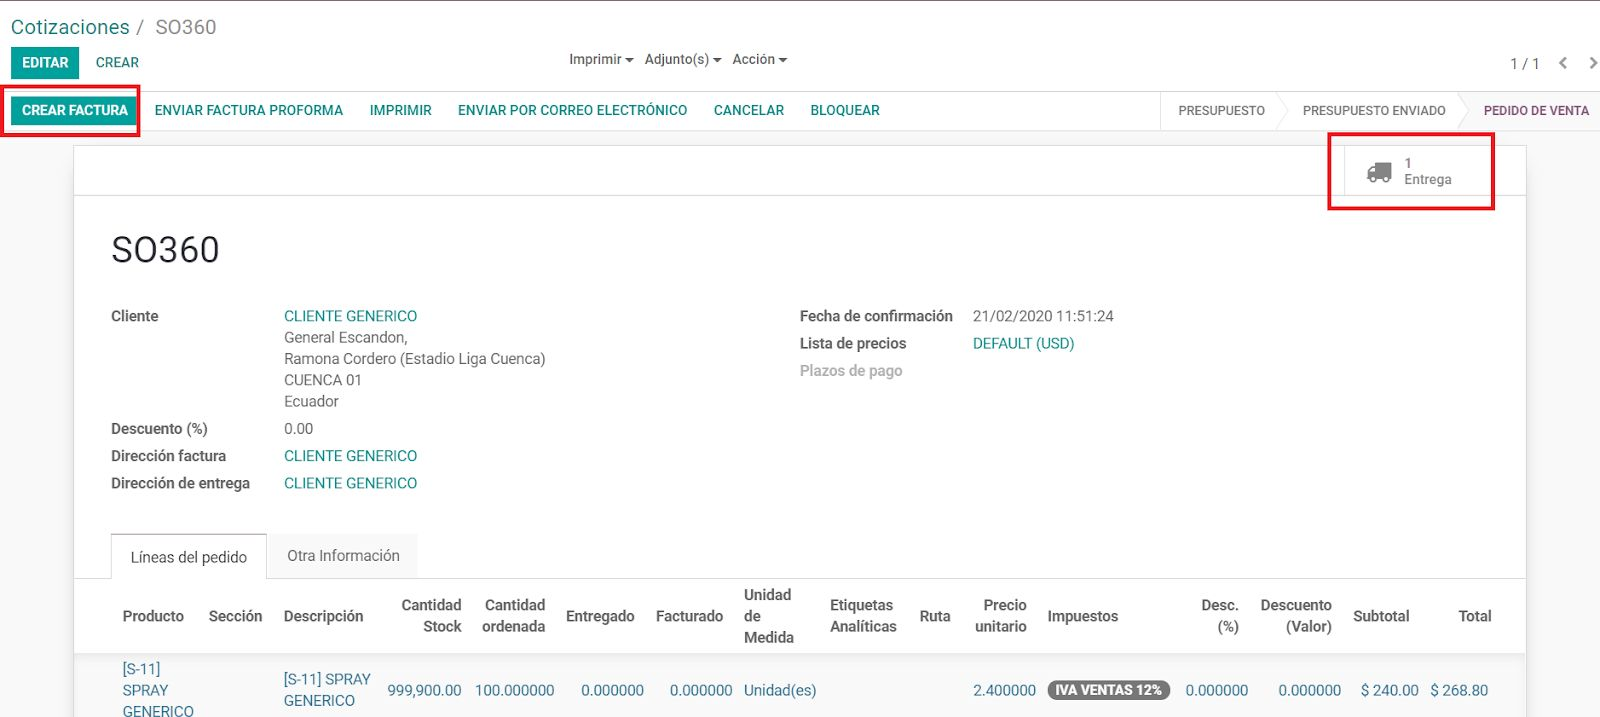 Cotizaciones / SO360
EDITAR CREAR Imprimir Adjunto(s) Acción 1 / 1
CREAR FACTURA ENVIAR FACTURA PROFORMA IMPRIMIR ENVIAR POR CORREO ELECTRÓNICO CANCELAR BLOQUEAR PRESUPUESTO PRESUPUESTO ENVIADO PEDIDO DE VENTA
1
Entrega
SO360
Cliente CLIENTE GENERICO
General Escandon,
Ramona Cordero (Estadio Liga Cuenca)
CUENCA 01
Ecuador
Descuento (%) 0.00
Dirección factura CLIENTE GENERICO
Dirección de entrega CLIENTE GENERICO
Fecha de confirmación 21/02/2020 11:51:24
Lista de precios DEFAULT (USD)
Plazos de pago
Líneas del pedido Otra Información
Producto Sección Descripción Cantidad Stock Cantidad ordenada Entregado Facturado Unidad de Medida Etiquetas Analíticas Ruta Precio unitario Impuestos Desc. (%) Descuento (Valor) Subtotal Total
[S-11] SPRAY GENERICO [S-11] SPRAY GENERICO 999,900.00 100.000000 0.000000 0.000000 Unidad(es) 2.400000 IVA VENTAS 12% 0.000000 0.000000 $ 240.00 $ 268.80